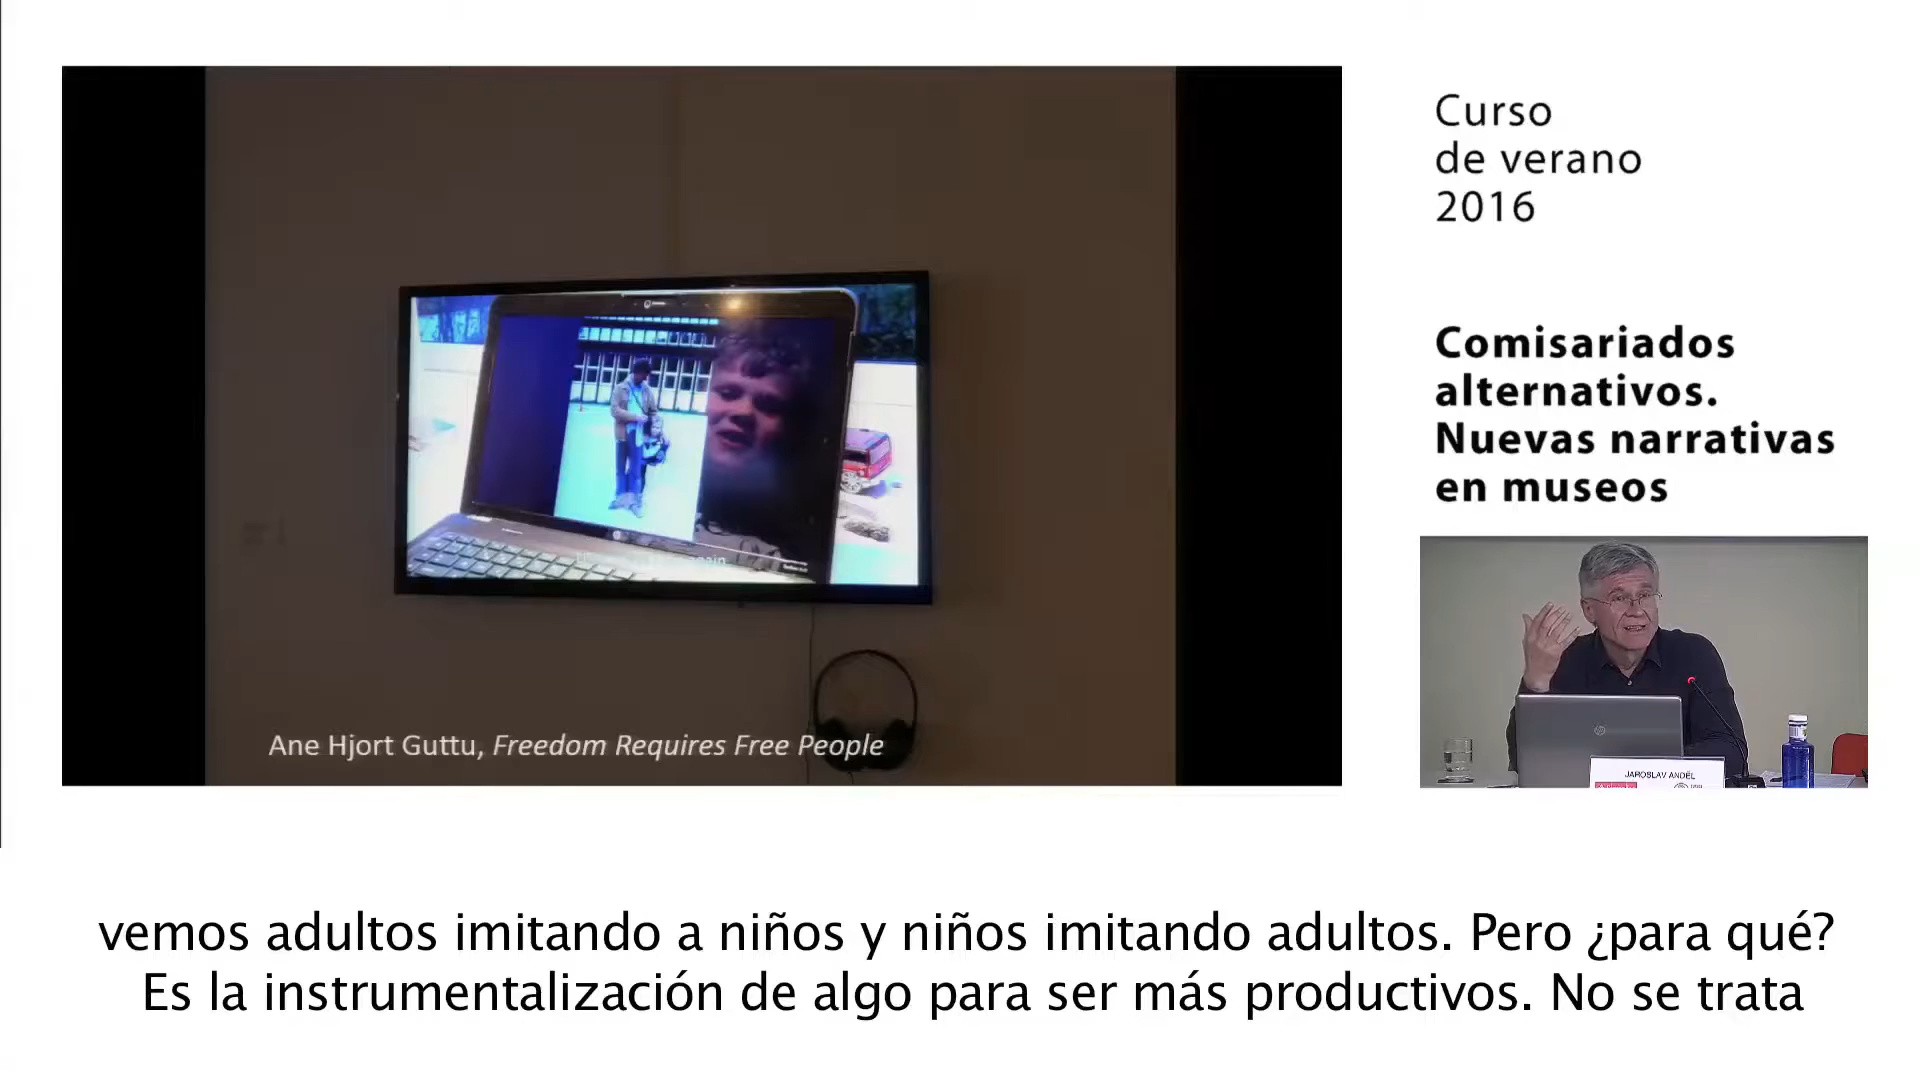 Curso
de verano
2016
Comisariados
alternativos.
Nuevas narrativas
en museos
Ane Hjort Guttu, Freedom Requires Free People
JAROSLAV ANDĚL
hp
vemos adultos imitando a niños y niños imitando adultos. Pero ¿para qué?
Es la instrumentalización de algo para ser más productivos. No se trata